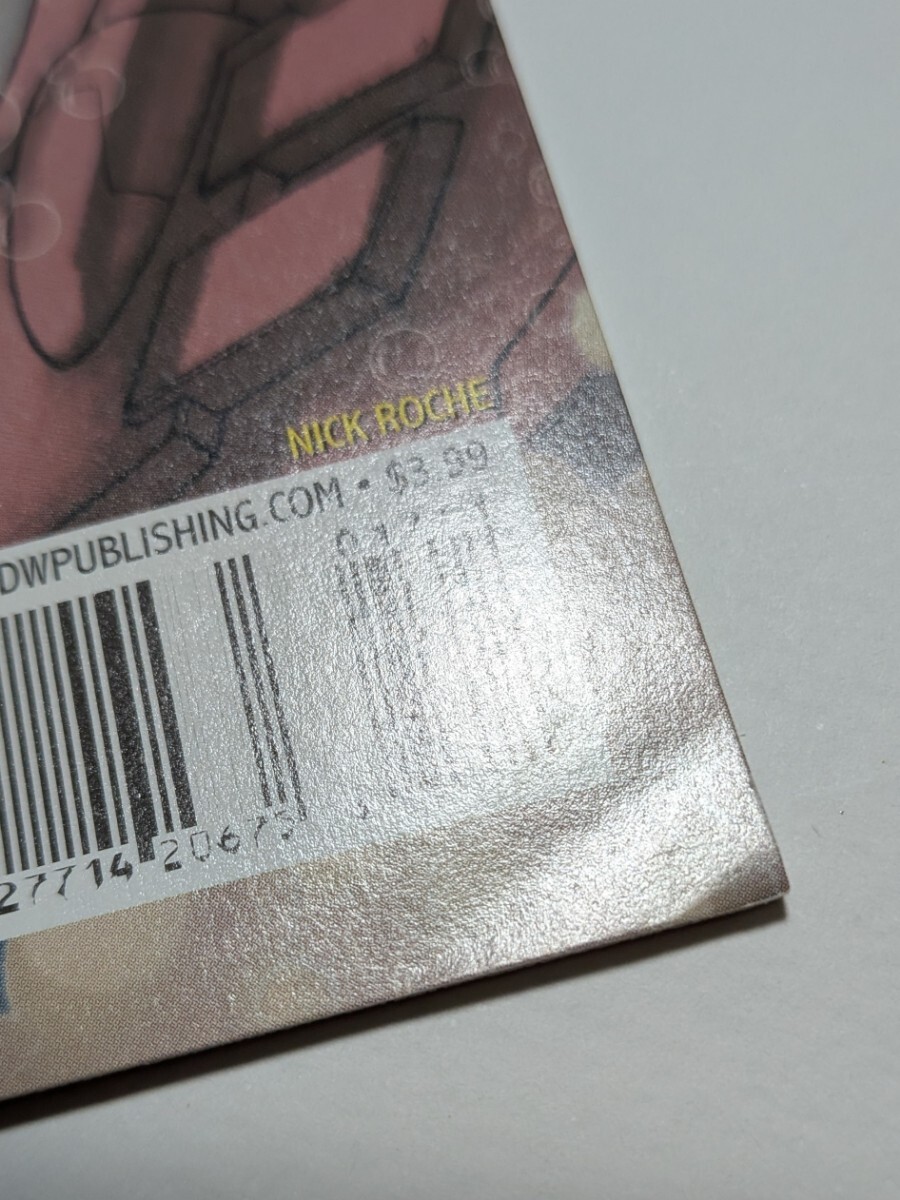 NICK ROCHE
DWPUBLISHING.COM • $3.99
27714 20675